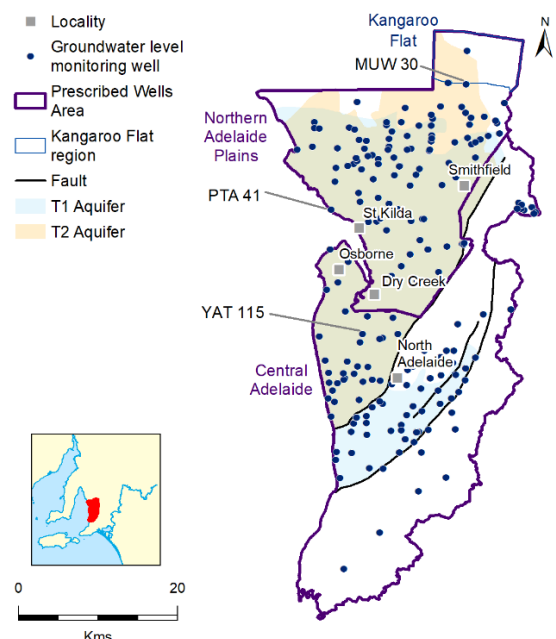 Locality
Groundwater level
monitoring well
Prescribed Wells
Area
Kangaroo Flat
region
Fault
T1 Aquifer
T2 Aquifer
Kangaroo
Flat
N
MUW 30
Northern
Adelaide
Plains
Smithfield
PTA 41
St Kilda
Osborne
Dry Creek
YAT 115
North
Adelaide
Central
Adelaide
0
20
Kms